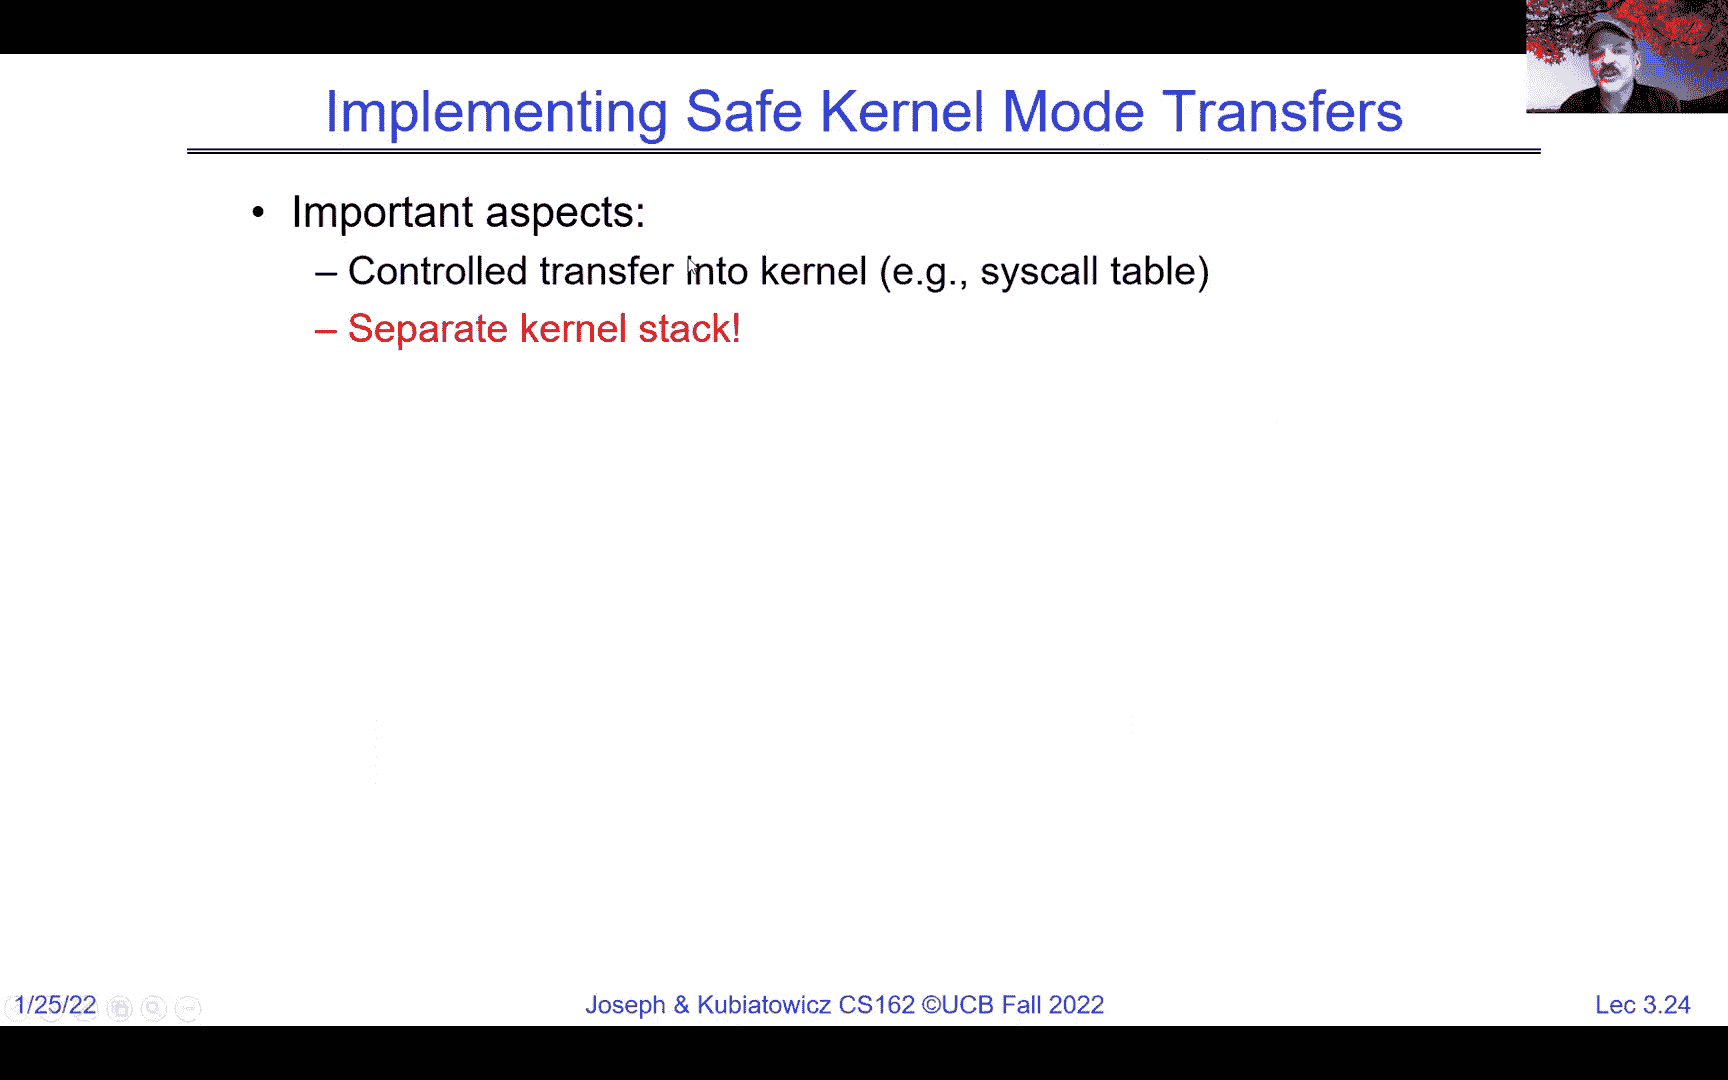 Implementing Safe Kernel Mode Transfers
• Important aspects:
– Controlled transfer into kernel (e.g., syscall table)
– Separate kernel stack!
1/25/22
Joseph & Kubiatowicz CS162 ©UCB Fall 2022
Lec 3.24